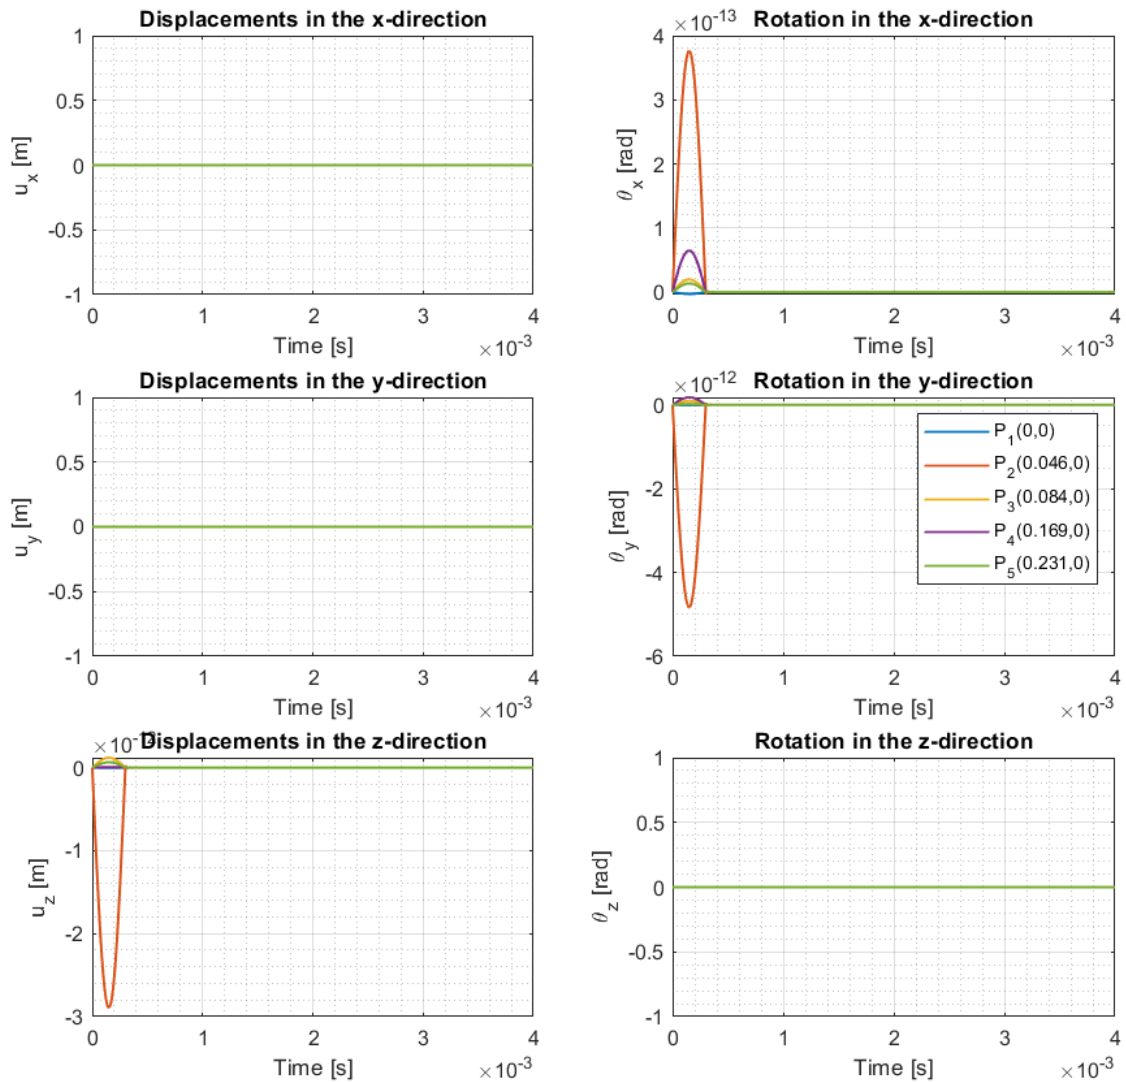 Displacements in the x-direction
1
0.5
0
-0.5
-1
u_x [m]
0 1 2 3 4
Time [s]
×10^-3
Rotation in the x-direction
×10^-13
4
3
2
1
0
θ_x [rad]
0 1 2 3 4
Time [s]
×10^-3
Displacements in the y-direction
1
0.5
0
-0.5
-1
u_y [m]
0 1 2 3 4
Time [s]
×10^-3
Rotation in the y-direction
×10^-12
0
-2
-4
-6
θ_y [rad]
P_1(0,0)
P_2(0.046,0)
P_3(0.084,0)
P_4(0.169,0)
P_5(0.231,0)
0 1 2 3 4
Time [s]
×10^-3
Displacements in the z-direction
0
-1
-2
-3
u_z [m]
0 1 2 3 4
Time [s]
×10^-3
Rotation in the z-direction
1
0.5
0
-0.5
-1
θ_z [rad]
0 1 2 3 4
Time [s]
×10^-3